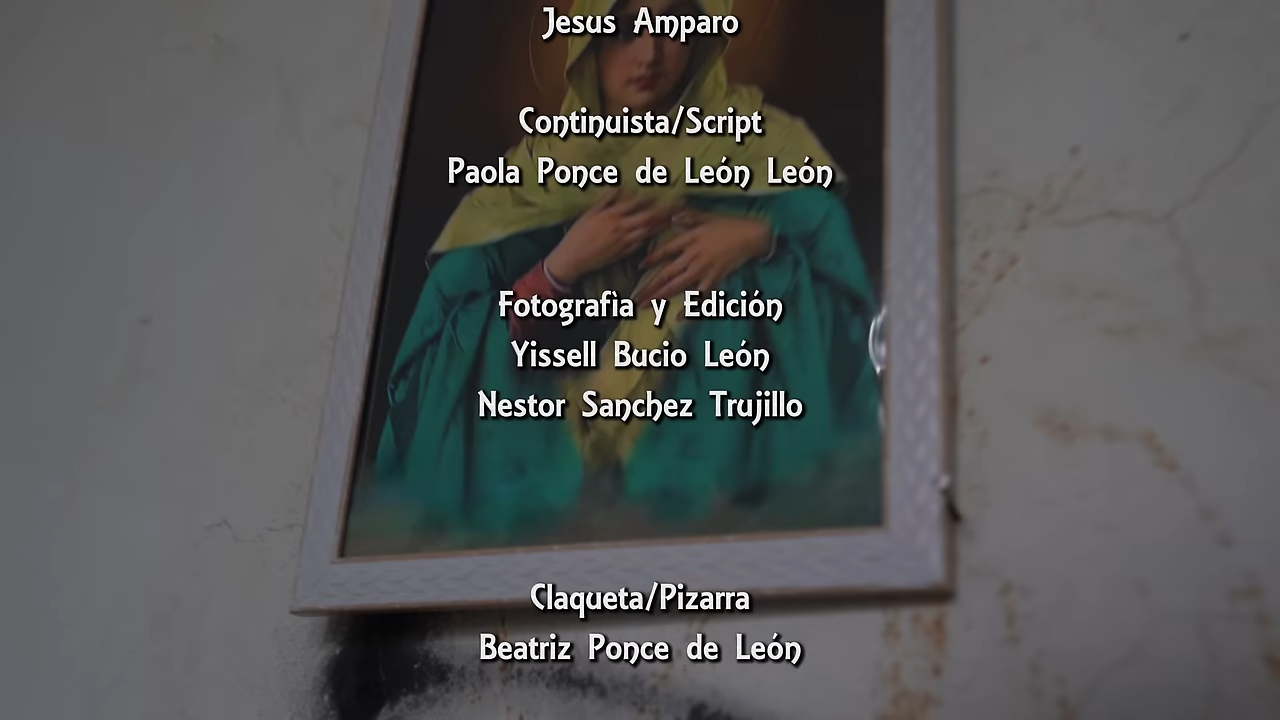 Jesus Amparo
Continuista/Script
Paola Ponce de León León
Fotografìa y Edición
Yissell Bucio León
Nestor Sanchez Trujillo
Claqueta/Pizarra
Beatriz Ponce de León